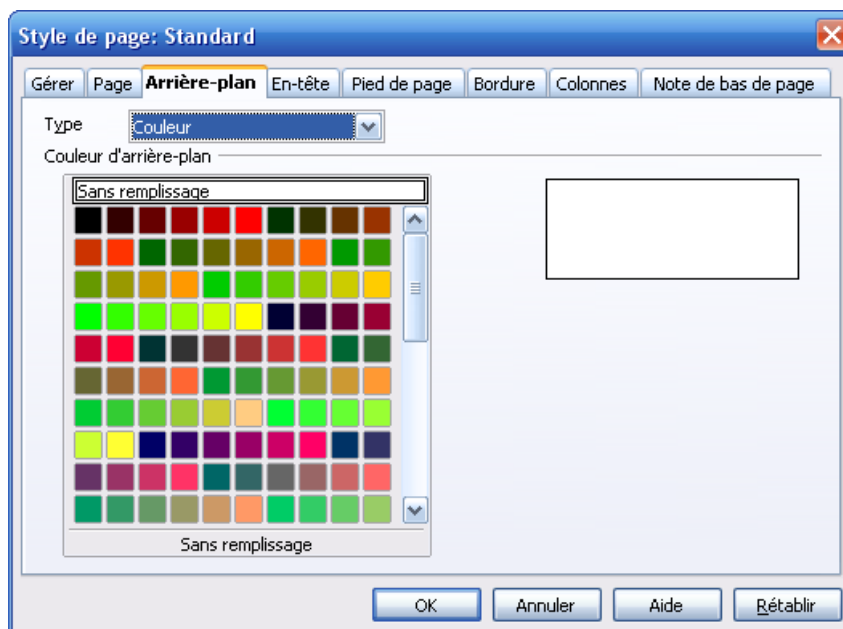 Style de page: Standard
Gérer Page Arrière-plan En-tête Pied de page Bordure Colonnes Note de bas de page
Type Couleur
Couleur d'arrière-plan
Sans remplissage
Sans remplissage
OK Annuler Aide Rétablir